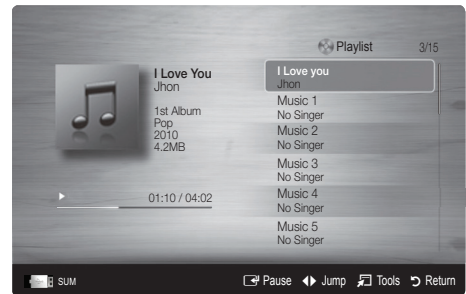 Playlist 3/15
I Love You
Jhon
1st Album
Pop
2010
4.2MB
01:10 / 04:02
I Love you
Jhon
Music 1
No Singer
Music 2
No Singer
Music 3
No Singer
Music 4
No Singer
Music 5
No Singer
SUM Pause Jump Tools Return